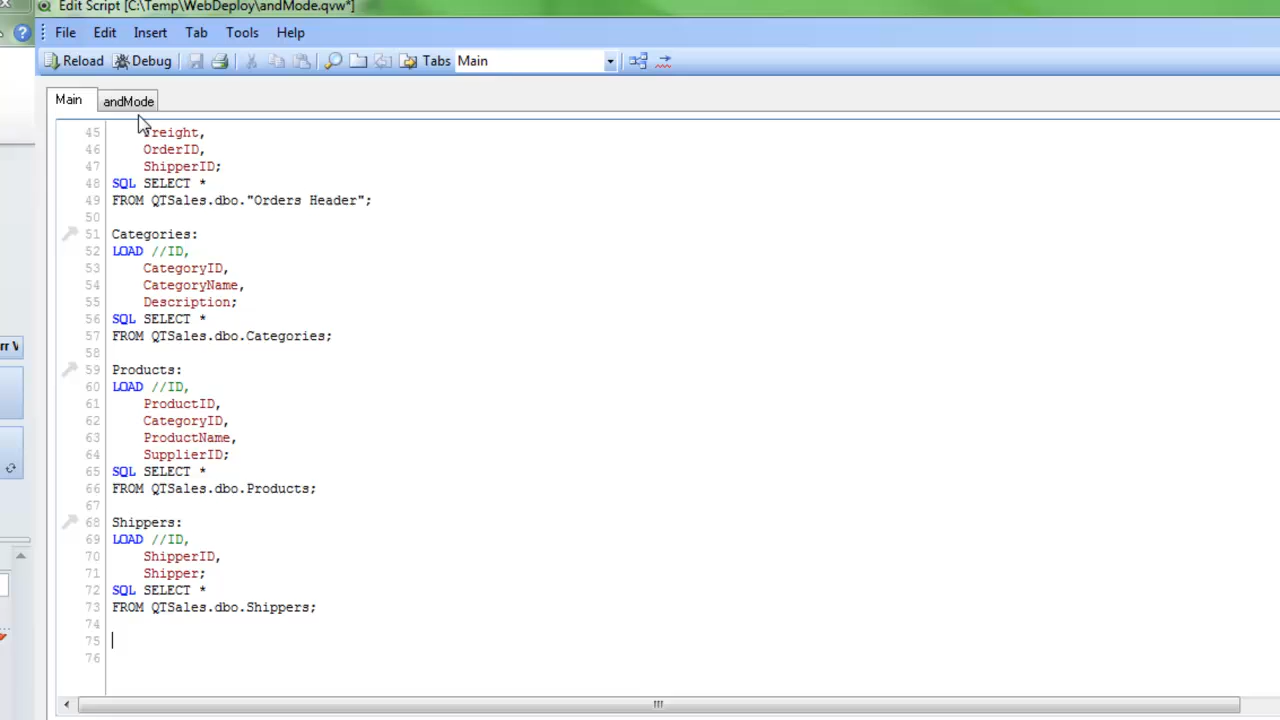 Edit Script [C:\Temp\WebDeploy\andMode.qvw*]
File Edit Insert Tab Tools Help
Reload Debug Tabs Main
Main andMode
45 Freight,
46 OrderID,
47 ShipperID;
48 SQL SELECT *
49 FROM QTSales.dbo."Orders Header";
50
51 Categories:
52 LOAD //ID,
53 CategoryID,
54 CategoryName,
55 Description;
56 SQL SELECT *
57 FROM QTSales.dbo.Categories;
58
59 Products:
60 LOAD //ID,
61 ProductID,
62 CategoryID,
63 ProductName,
64 SupplierID;
65 SQL SELECT *
66 FROM QTSales.dbo.Products;
67
68 Shippers:
69 LOAD //ID,
70 ShipperID,
71 Shipper;
72 SQL SELECT *
73 FROM QTSales.dbo.Shippers;
74
75
76